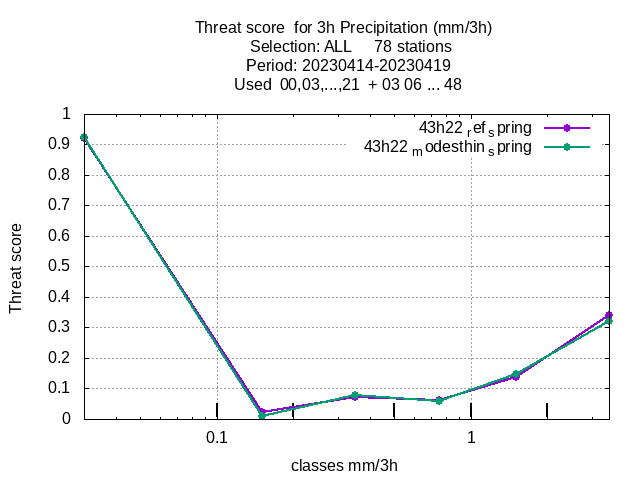 Threat score  for 3h Precipitation (mm/3h)
Selection: ALL     78 stations
Period: 20230414-20230419
Used  00,03,...,21  + 03 06 ... 48
43h22 ref spring
43h22 modesthin spring
1
0.9
0.8
0.7
0.6
0.5
0.4
0.3
0.2
0.1
0
Threat score
0.1 1
classes mm/3h